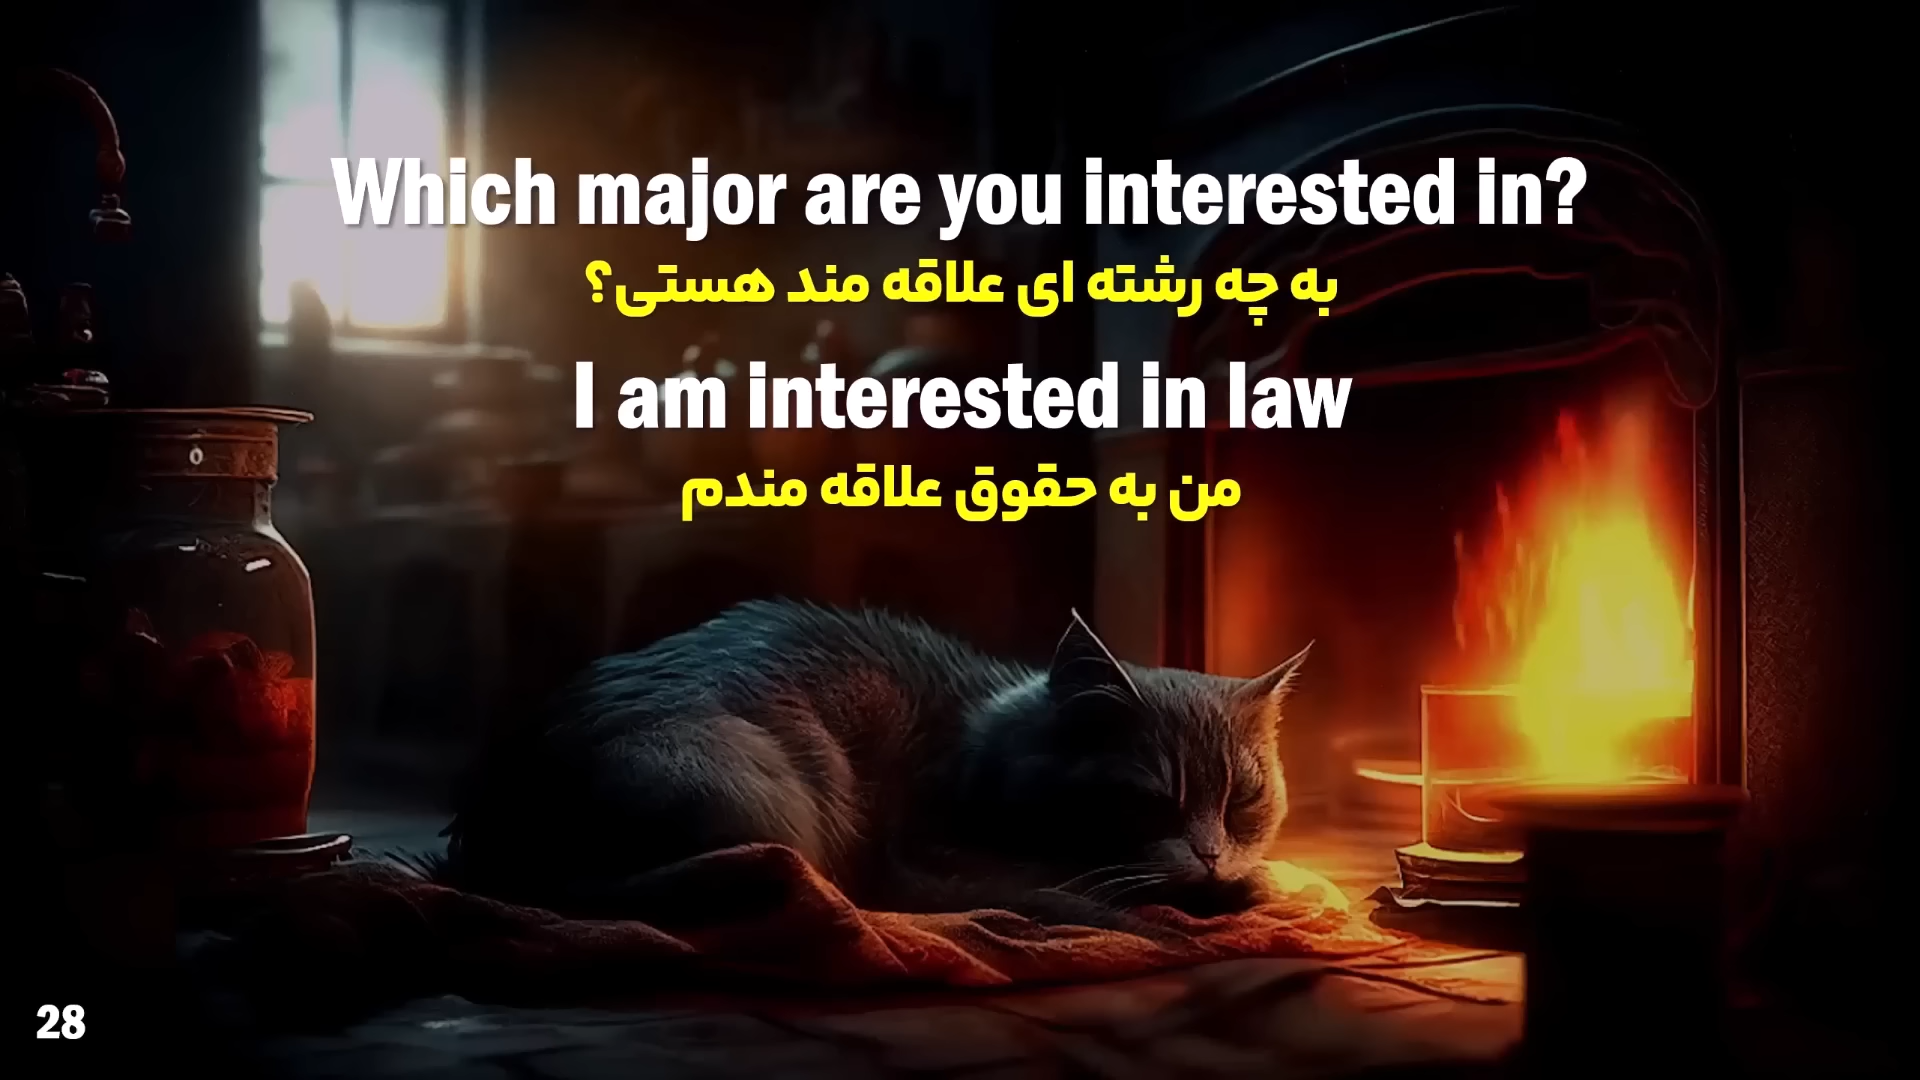 Which major are you interested in?
به چه رشته ای علاقه مند هستی؟
I am interested in law
من به حقوق علاقه مندم
28